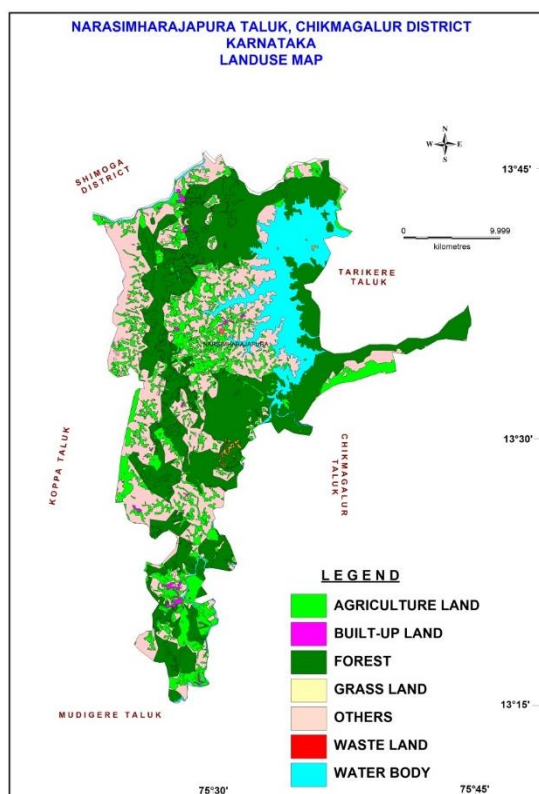 NARASIMHARAJAPURA TALUK, CHIKMAGALUR DISTRICT
KARNATAKA
LANDUSE MAP
N
W E
S
13°45'
SHIMOGA
DISTRICT
0 9.999
kilometres
TARIKERE
TALUK
NARSIMHARAJAPURA
13°30'
KOPPA TALUK
CHIKMAGALUR
TALUK
LEGEND
AGRICULTURE LAND
BUILT-UP LAND
FOREST
GRASS LAND
OTHERS
WASTE LAND
WATER BODY
13°15'
MUDIGERE TALUK
75°30' 75°45'